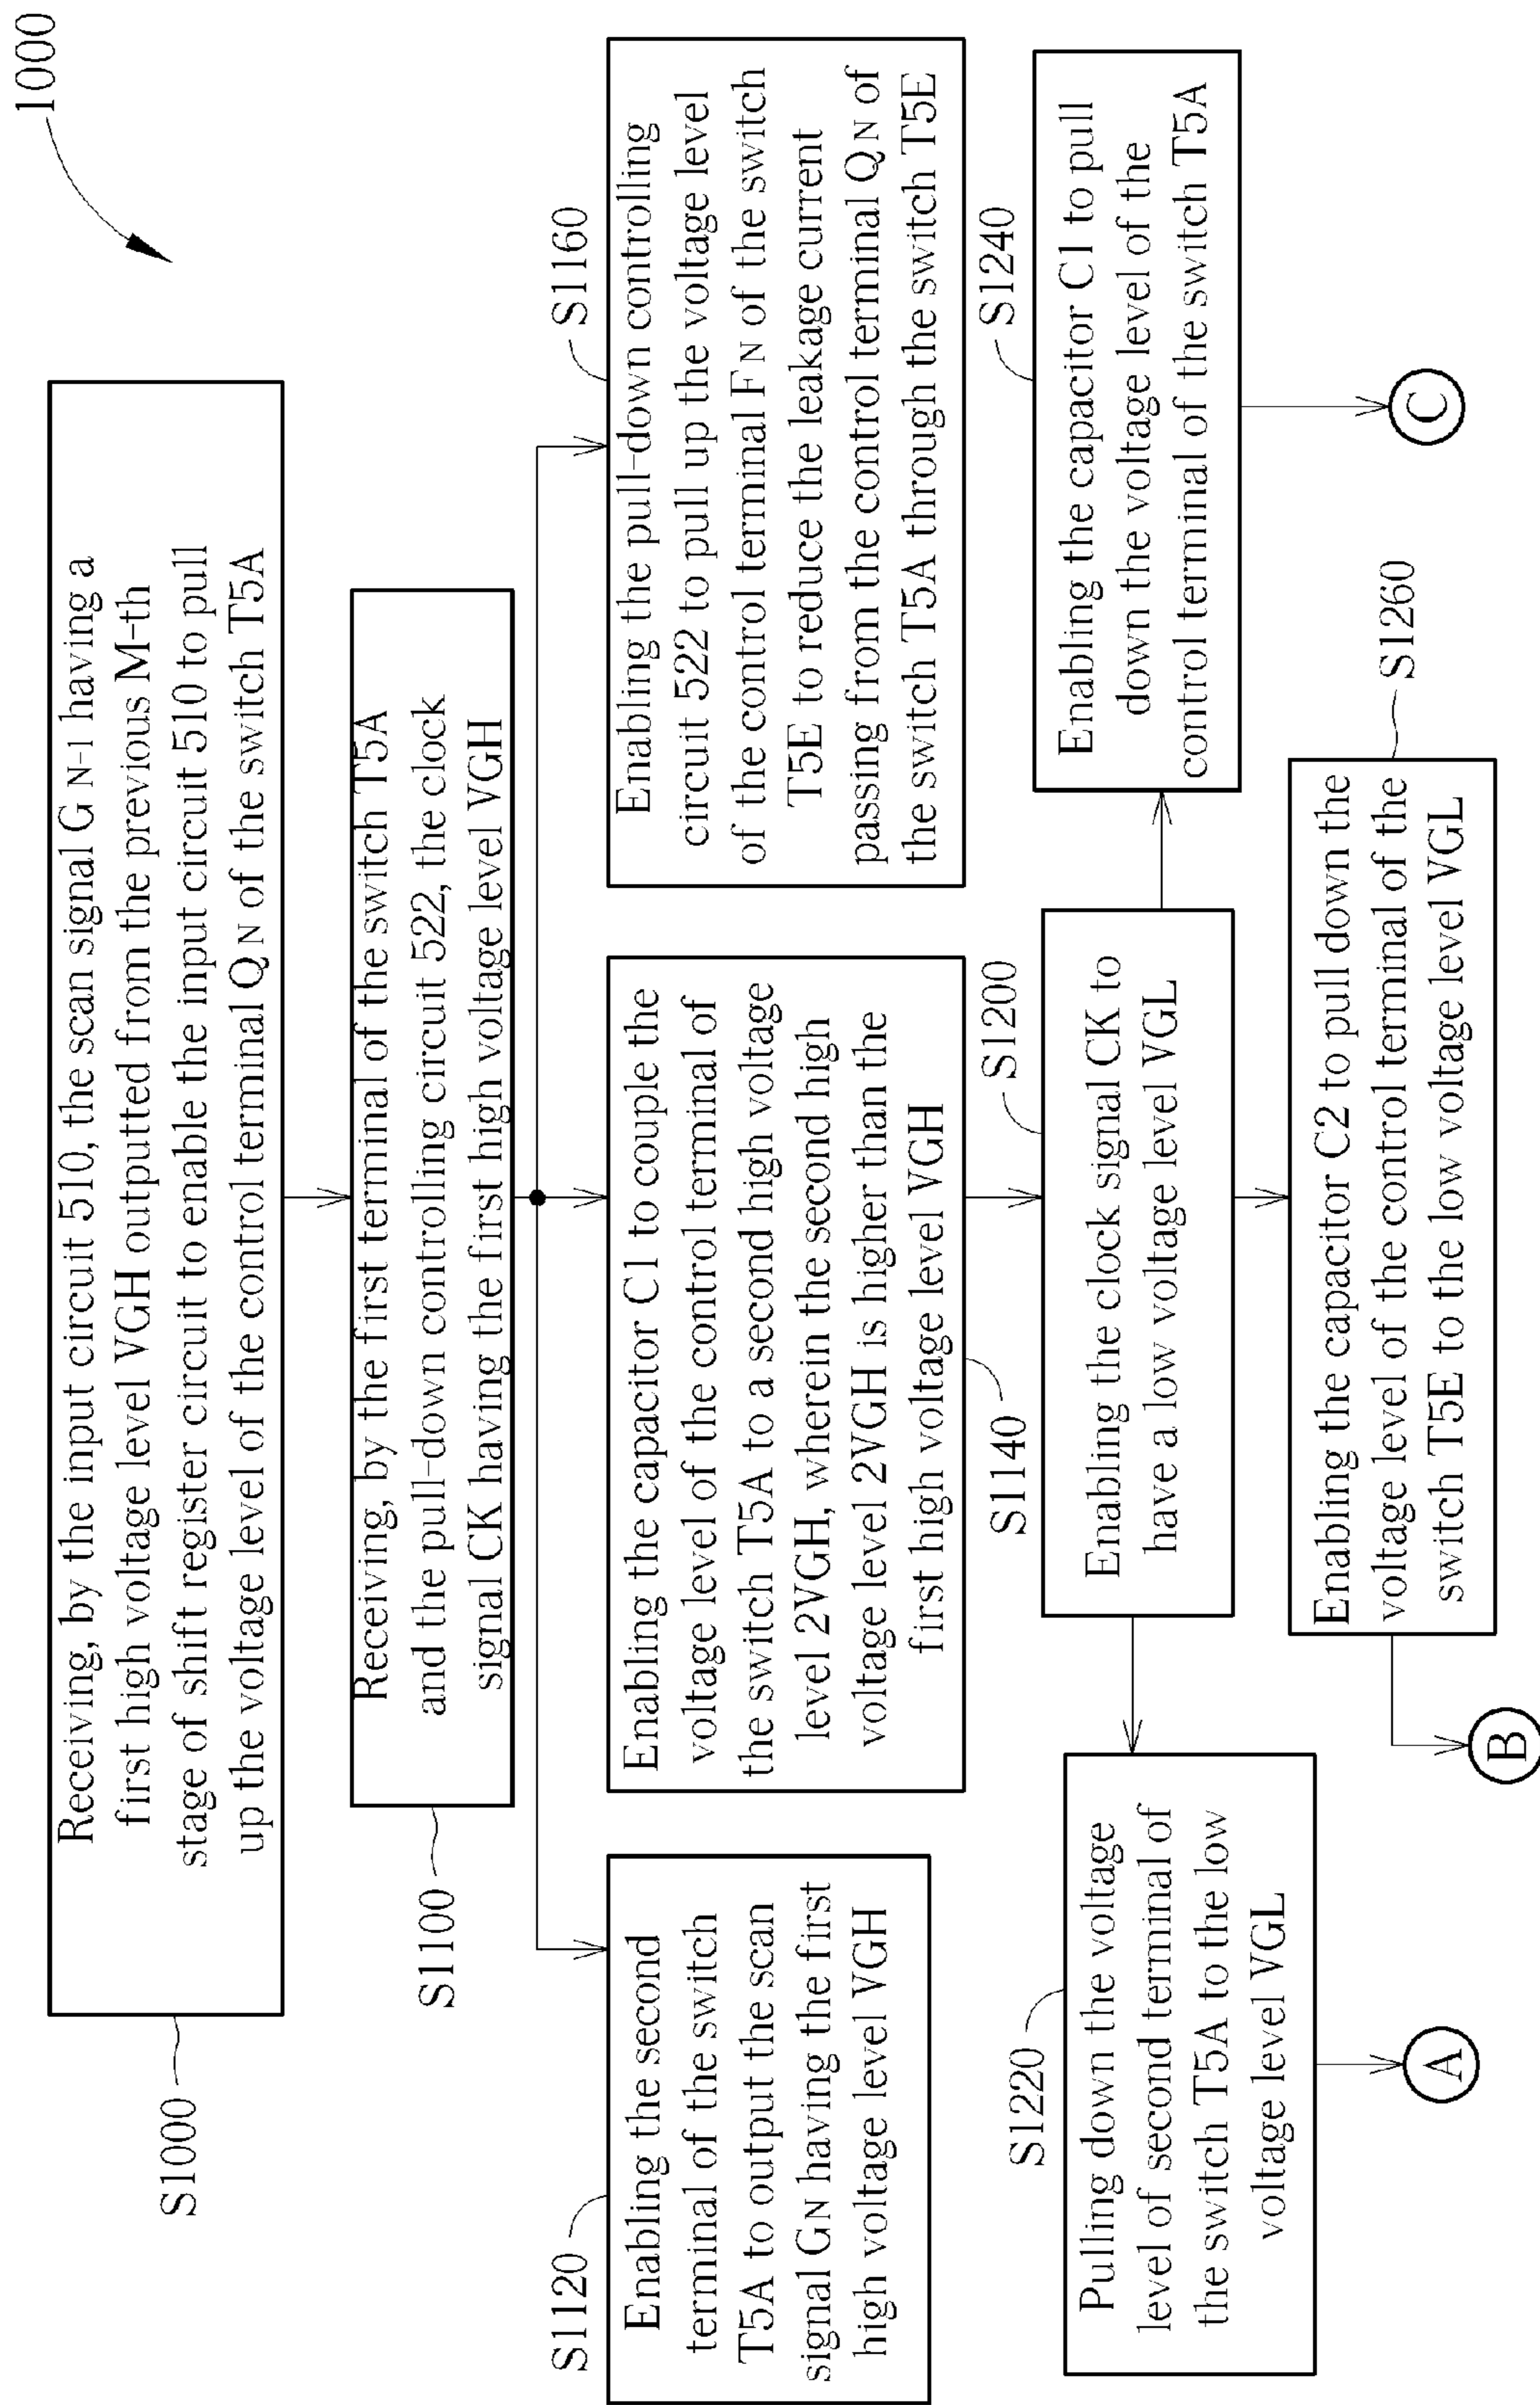 1000
Receiving, by the input circuit 510, the scan signal GN-1 having a
first high voltage level VGH outputted from the previous M-th
stage of shift register circuit to enable the input circuit 510 to pull
up the voltage level of the control terminal QN of the switch T5A
S1000
Receiving, by the first terminal of the switch T5A
and the pull-down controlling circuit 522, the clock
signal CK having the first high voltage level VGH
S1100
S1120
Enabling the second
terminal of the switch
T5A to output the scan
signal GN having the first
high voltage level VGH
Enabling the capacitor C1 to couple the
voltage level of the control terminal of
the switch T5A to a second high voltage
level 2VGH, wherein the second high
voltage level 2VGH is higher than the
first high voltage level VGH
S1140
Enabling the pull-down controlling
circuit 522 to pull up the voltage level
of the control terminal FN of the switch
T5E to reduce the leakage current
passing from the control terminal QN of
the switch T5A through the switch T5E
S1160
S1200
Enabling the clock signal CK to
have a low voltage level VGL
S1220
Pulling down the voltage
level of second terminal of
the switch T5A to the low
voltage level VGL
S1240
Enabling the capacitor C1 to pull
down the voltage level of the
control terminal of the switch T5A
Enabling the capacitor C2 to pull down the
voltage level of the control terminal of the
switch T5E to the low voltage level VGL
S1260
A
B
C